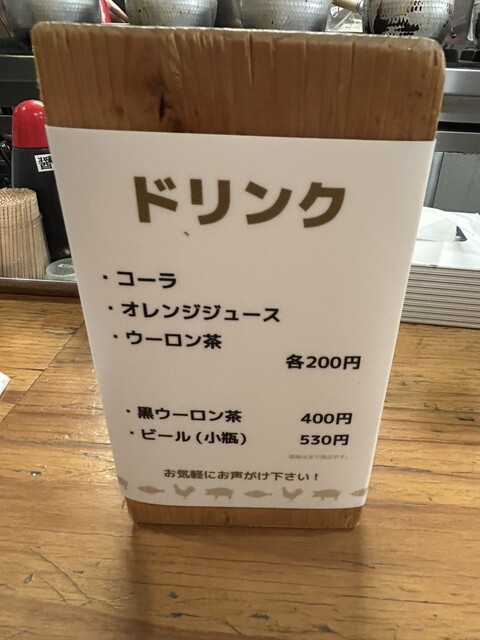 ドリンク
・コーラ
・オレンジジュース
・ウーロン茶
各200円
・黒ウーロン茶 400円
・ビール(小瓶) 530円
お気軽にお声がけ下さい!
醤